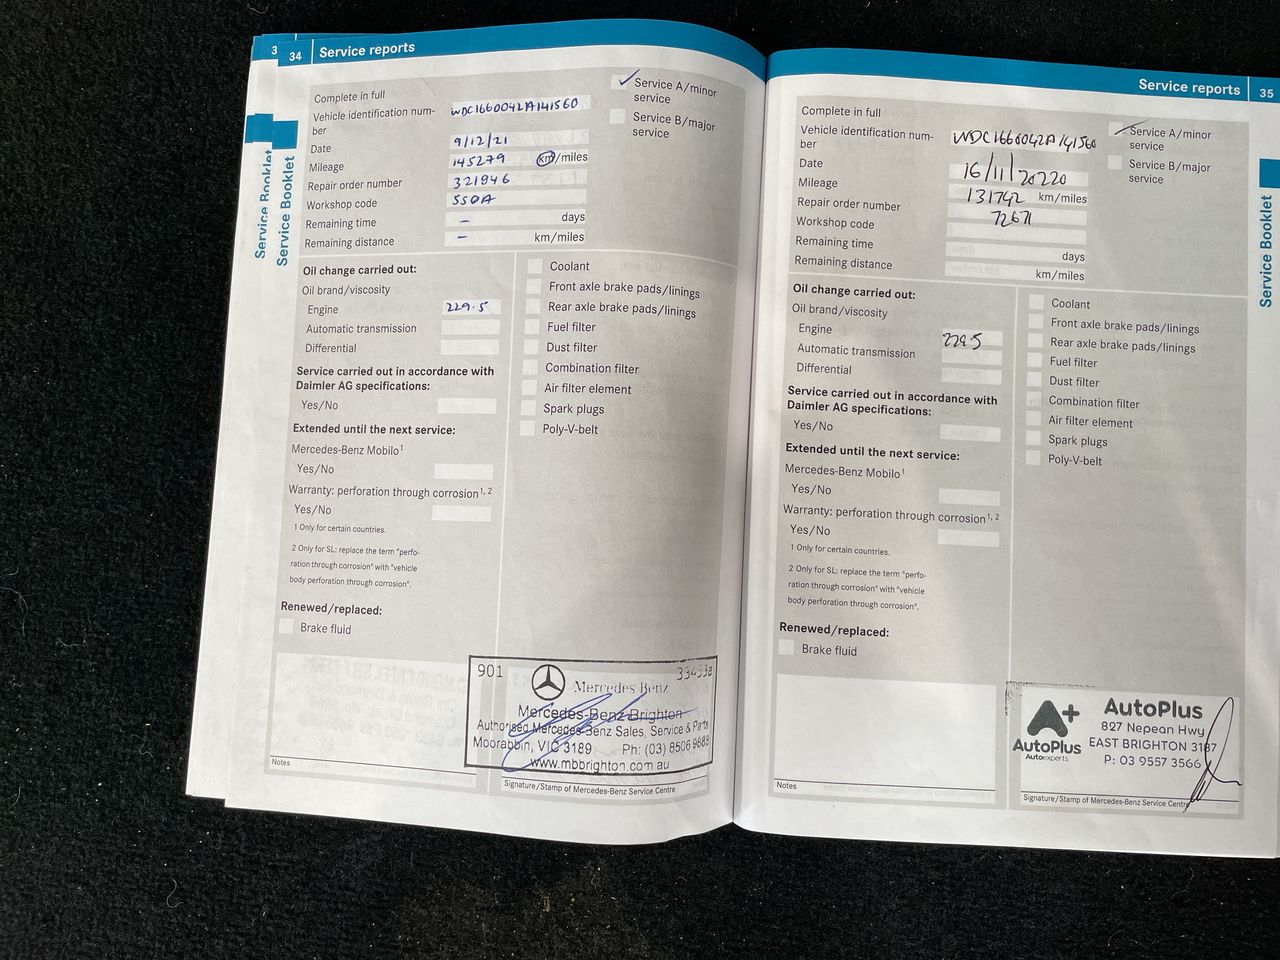 3
34 Service reports
Service Booklet
Service Booklet
Complete in full
Vehicle identification num-
ber
WDC1660042A141560
Date 9/12/21
Mileage 145279 km/miles
Repair order number 321946
Workshop code 550A
Remaining time – days
Remaining distance – km/miles
✓ Service A/minor
service
Service B/major
service
Oil change carried out:
Oil brand/viscosity
Engine 229.5
Automatic transmission
Differential
Service carried out in accordance with
Daimler AG specifications:
Yes/No
Extended until the next service:
Mercedes-Benz Mobilo1
Yes/No
Warranty: perforation through corrosion1, 2
Yes/No
1 Only for certain countries.
2 Only for SL: replace the term "perfo-
ration through corrosion" with "vehicle
body perforation through corrosion".
Renewed/replaced:
Brake fluid
Coolant
Front axle brake pads/linings
Rear axle brake pads/linings
Fuel filter
Dust filter
Combination filter
Air filter element
Spark plugs
Poly-V-belt
901
Mercedes Benz
Mercedes-Benz Brighton
Authorised Mercedes-Benz Sales, Service & Parts
Moorabbin, VIC 3189 Ph: (03) 8506 9888
www.mbbrighton.com.au
Notes
Signature/Stamp of Mercedes-Benz Service Centre
Service reports 35
Service Booklet
Complete in full
Vehicle identification num-
ber
WDC1660042A141560
Date 16/11/20220
Mileage 131742 km/miles
Repair order number 72671
Workshop code
Remaining time days
Remaining distance km/miles
✓ Service A/minor
service
Service B/major
service
Oil change carried out:
Oil brand/viscosity
Engine 229.5
Automatic transmission
Differential
Service carried out in accordance with
Daimler AG specifications:
Yes/No
Extended until the next service:
Mercedes-Benz Mobilo1
Yes/No
Warranty: perforation through corrosion1, 2
Yes/No
1 Only for certain countries.
2 Only for SL: replace the term "perfo-
ration through corrosion" with "vehicle
body perforation through corrosion".
Renewed/replaced:
Brake fluid
Coolant
Front axle brake pads/linings
Rear axle brake pads/linings
Fuel filter
Dust filter
Combination filter
Air filter element
Spark plugs
Poly-V-belt
A+
AutoPlus
Autoexperts
AutoPlus
827 Nepean Hwy
EAST BRIGHTON 3187
P: 03 9557 3566
Notes
Signature/Stamp of Mercedes-Benz Service Centre